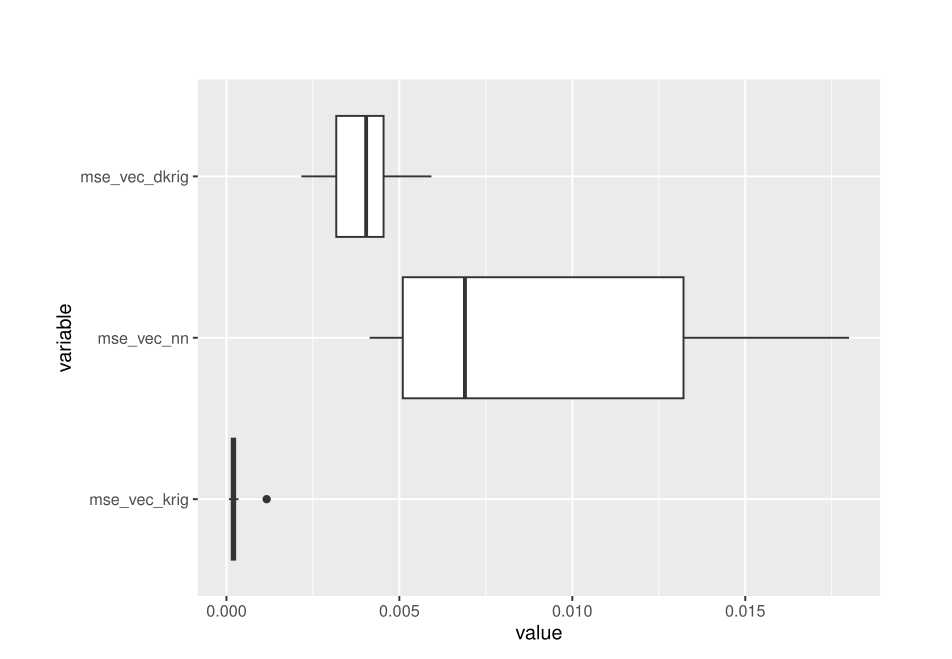 mse_vec_dkrig
mse_vec_nn
mse_vec_krig
variable
0.000 0.005 0.010 0.015
value